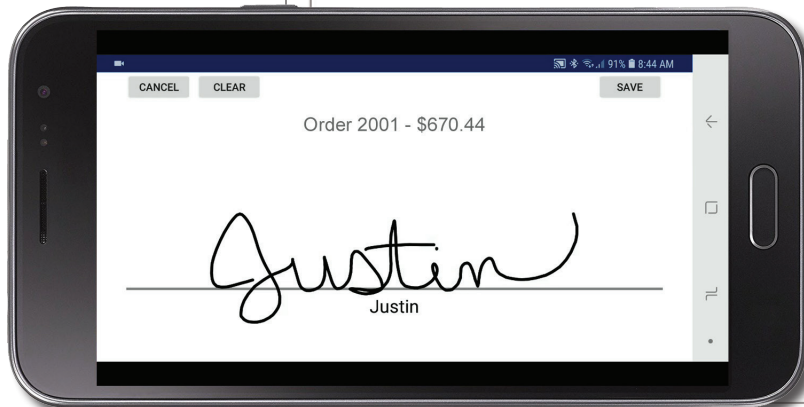 91% 8:44 AM
CANCEL CLEAR SAVE
Order 2001 - $670.44
Justin
Justin